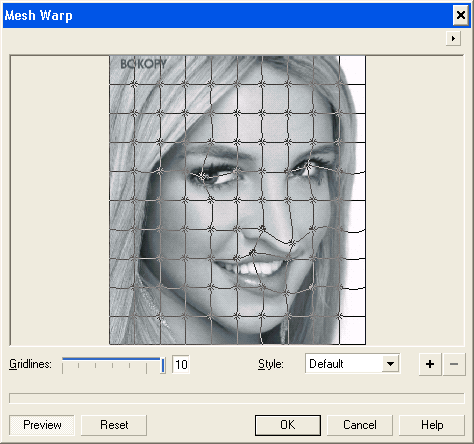 Mesh Warp
BOKOPY
Gridlines: 10 Style: Default + −
Preview Reset OK Cancel Help